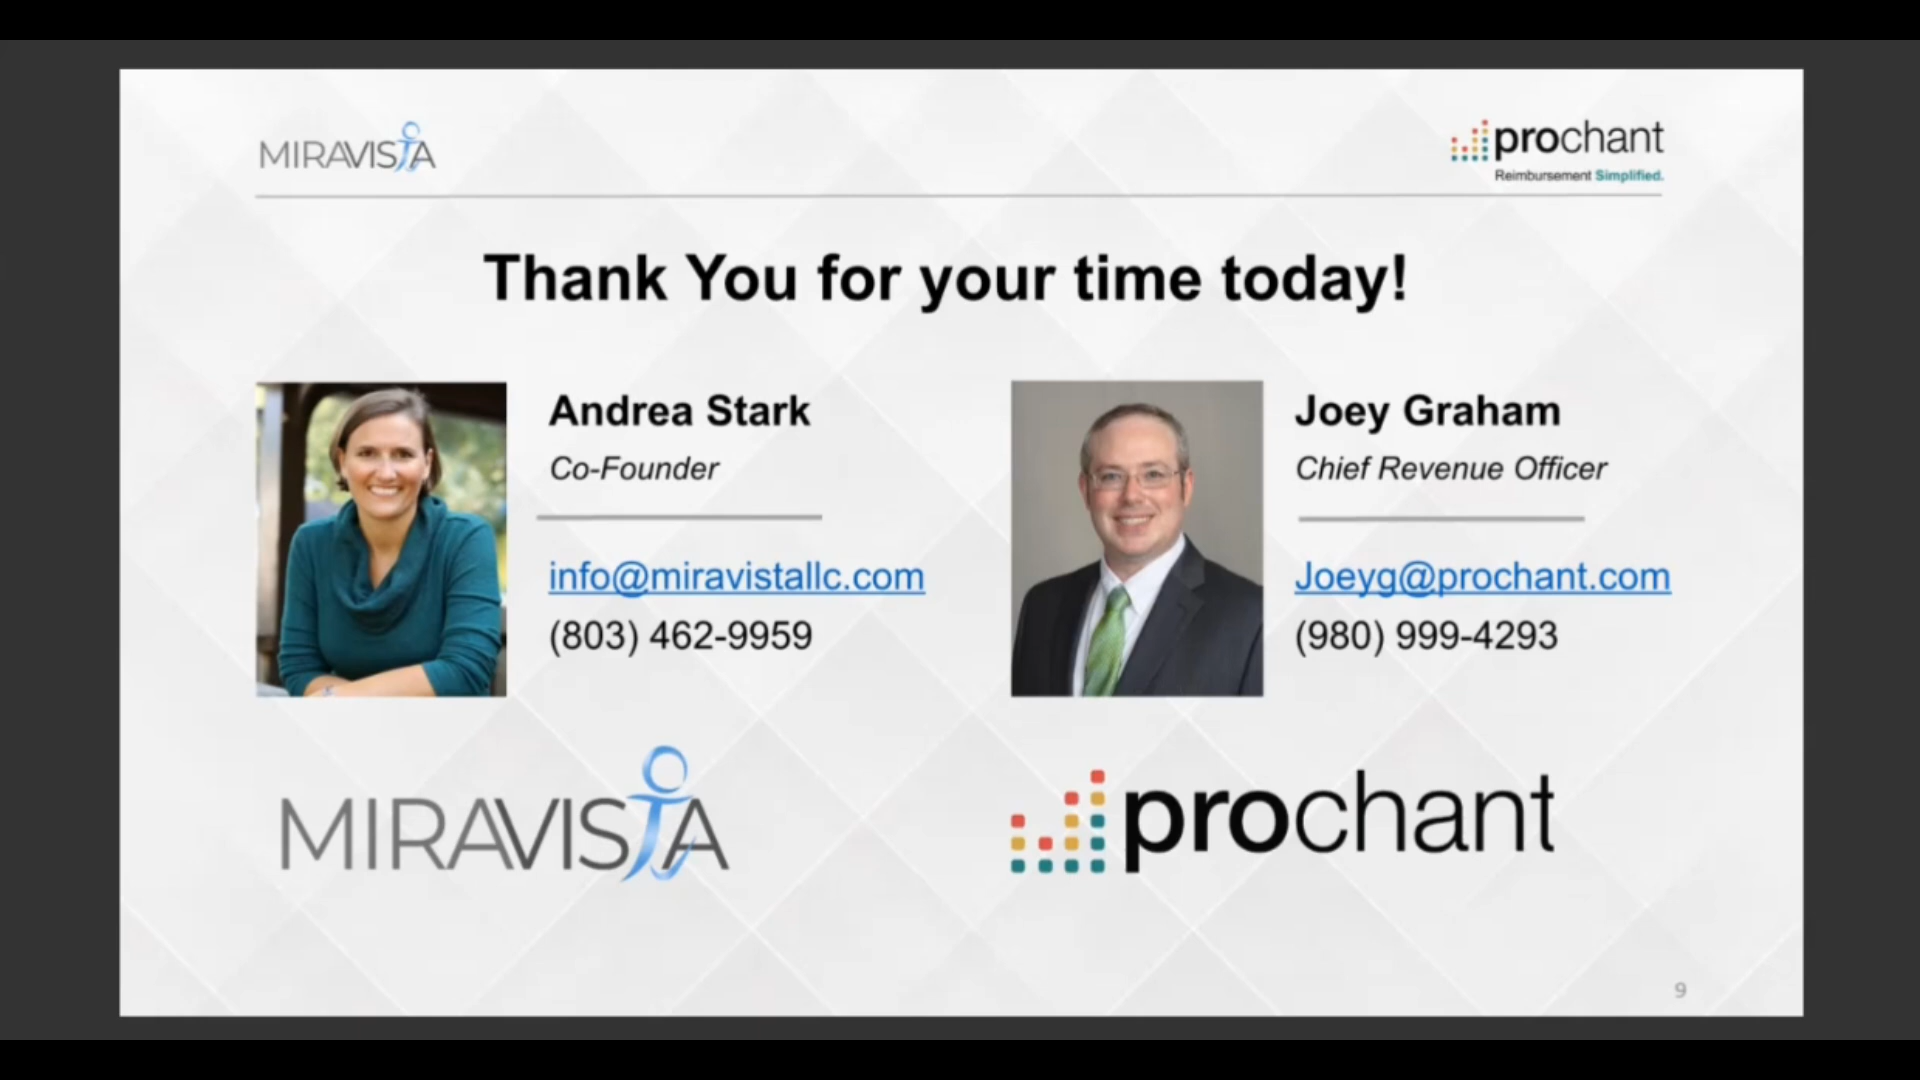 MIRAVISTA
prochant
Reimbursement Simplified.
Thank You for your time today!
Andrea Stark
Co-Founder
info@miravistallc.com
(803) 462-9959
Joey Graham
Chief Revenue Officer
Joeyg@prochant.com
(980) 999-4293
MIRAVISTA
prochant
9